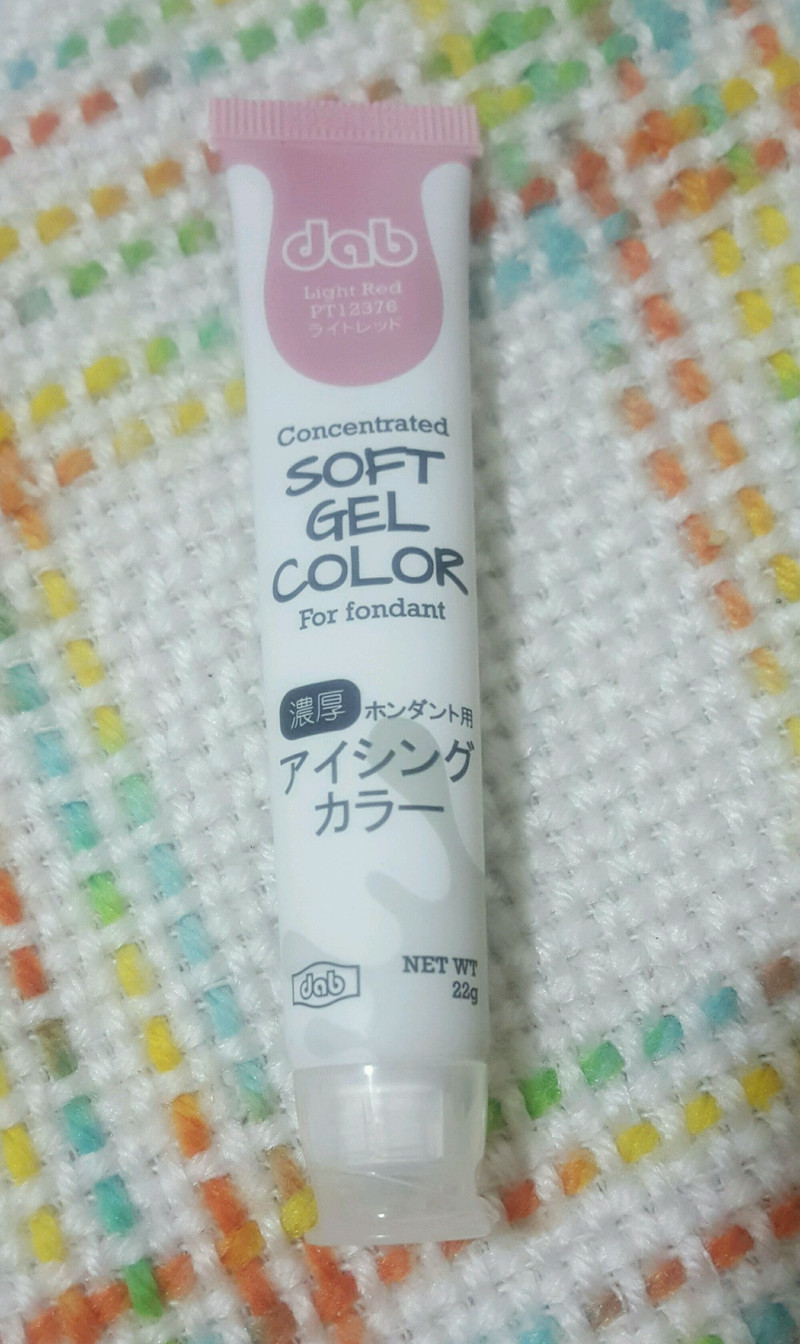 dab
Light Red
PT12376
ライトレッド
Concentrated
SOFT
GEL
COLOR
For fondant
濃厚 ホンダント用
アイシング
カラー
dab
NET WT
22g